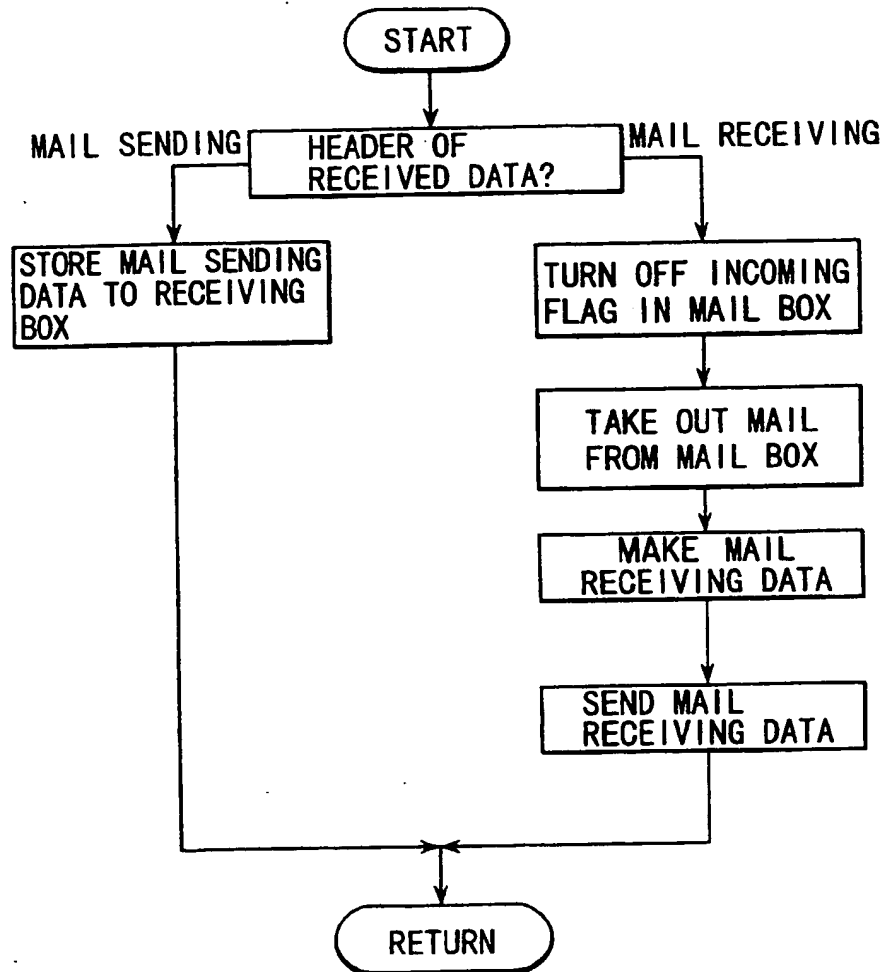 START
MAIL SENDING
HEADER OF
RECEIVED DATA?
MAIL RECEIVING
STORE MAIL SENDING
DATA TO RECEIVING
BOX
TURN OFF INCOMING
FLAG IN MAIL BOX
TAKE OUT MAIL
FROM MAIL BOX
MAKE MAIL
RECEIVING DATA
SEND MAIL
RECEIVING DATA
RETURN